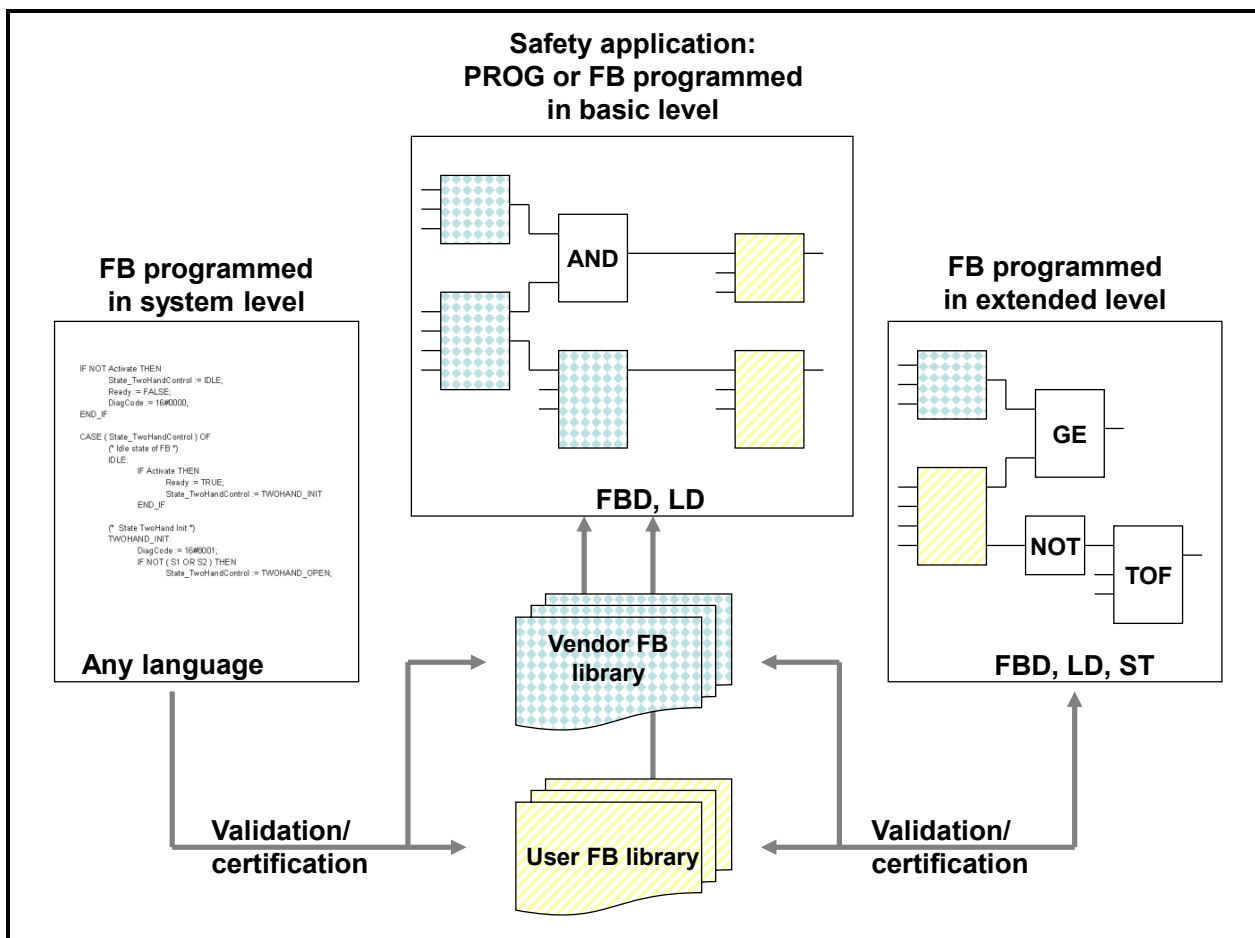 Safety application:
PROG or FB programmed
in basic level
AND
FBD, LD
FB programmed
in system level
IF NOT Activate THEN
State_TwoHandControl := IDLE;
Ready := FALSE;
DiagCode := 16#0000;
END_IF
CASE ( State_TwoHandControl ) OF
(* Idle state of FB *)
IDLE:
IF Activate THEN
Ready := TRUE;
State_TwoHandControl := TWOHAND_INIT
END_IF
(* State TwoHand Init *)
TWOHAND_INIT:
DiagCode := 16#8001;
IF NOT ( S1 OR S2 ) THEN
State_TwoHandControl := TWOHAND_OPEN;
Any language
FB programmed
in extended level
GE
NOT
TOF
FBD, LD, ST
Vendor FB
library
User FB library
Validation/
certification
Validation/
certification